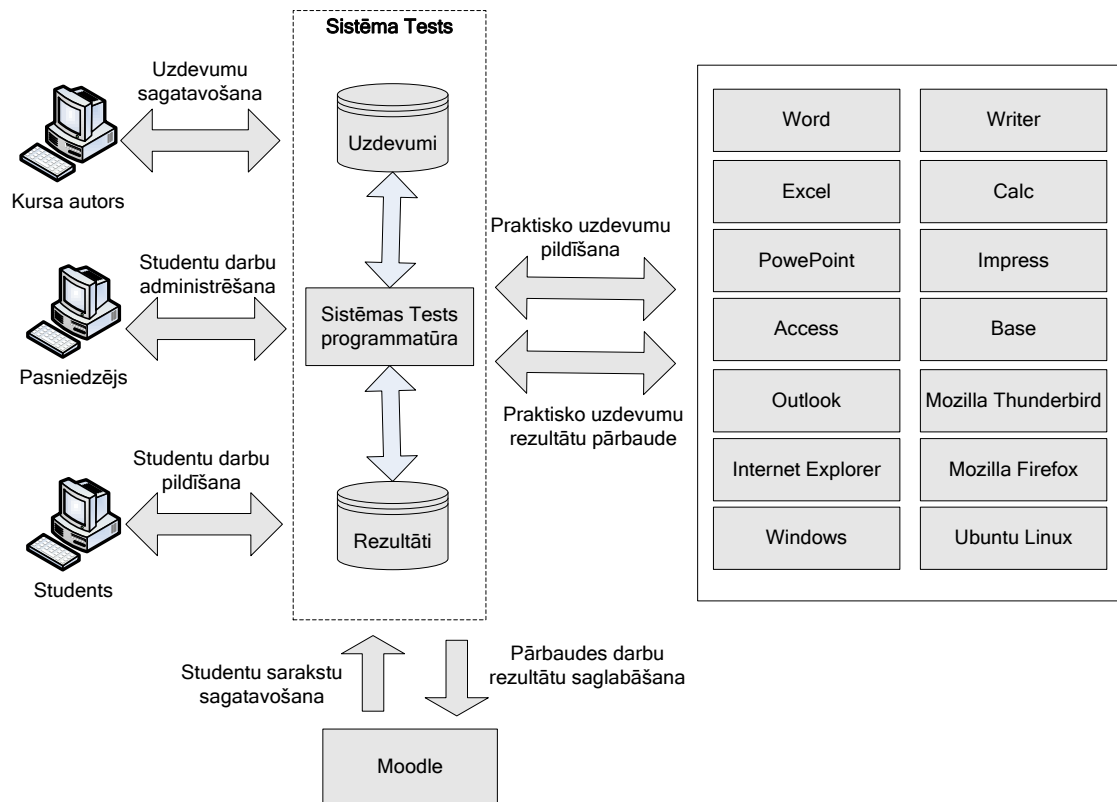 Sistēma Tests
Uzdevumu
sagatavošana
Uzdevumi
Kursa autors
Studentu darbu
administrēšana
Sistēmas Tests
programmatūra
Pasniedzējs
Studentu darbu
pildīšana
Rezultāti
Students
Praktisko uzdevumu
pildīšana
Praktisko uzdevumu
rezultātu pārbaude
Word
Writer
Excel
Calc
PowePoint
Impress
Access
Base
Outlook
Mozilla Thunderbird
Internet Explorer
Mozilla Firefox
Windows
Ubuntu Linux
Studentu sarakstu
sagatavošana
Pārbaudes darbu
rezultātu saglabāšana
Moodle